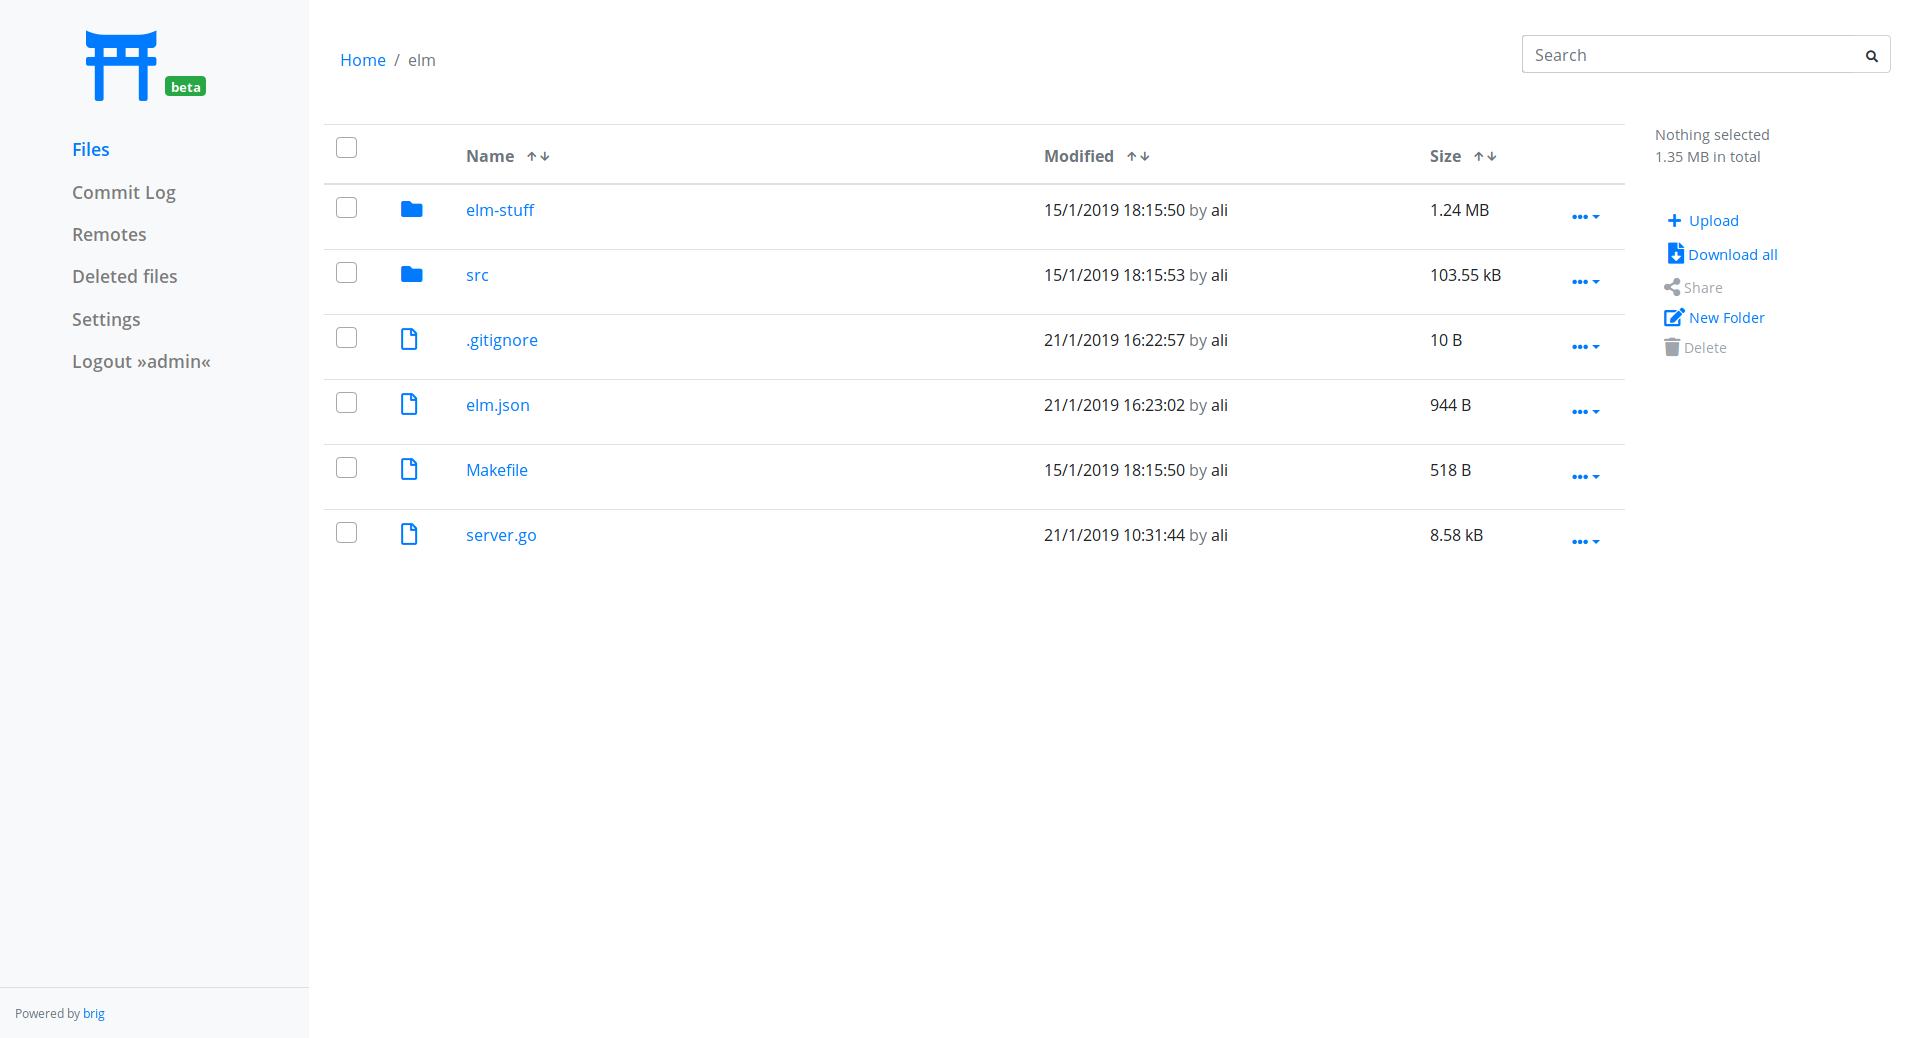 beta
Files
Commit Log
Remotes
Deleted files
Settings
Logout »admin«
Powered by brig
Home / elm
Search
Name Modified Size
elm-stuff 15/1/2019 18:15:50 by ali 1.24 MB
src 15/1/2019 18:15:53 by ali 103.55 kB
.gitignore 21/1/2019 16:22:57 by ali 10 B
elm.json 21/1/2019 16:23:02 by ali 944 B
Makefile 15/1/2019 18:15:50 by ali 518 B
server.go 21/1/2019 10:31:44 by ali 8.58 kB
Nothing selected
1.35 MB in total
Upload
Download all
Share
New Folder
Delete